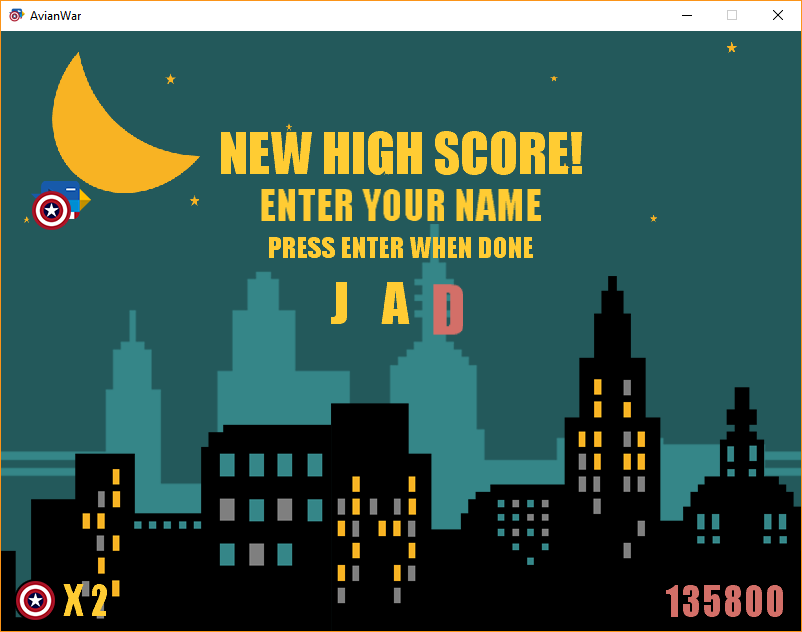 AvianWar
NEW HIGH SCORE!
ENTER YOUR NAME
PRESS ENTER WHEN DONE
J A D
X 2
135800